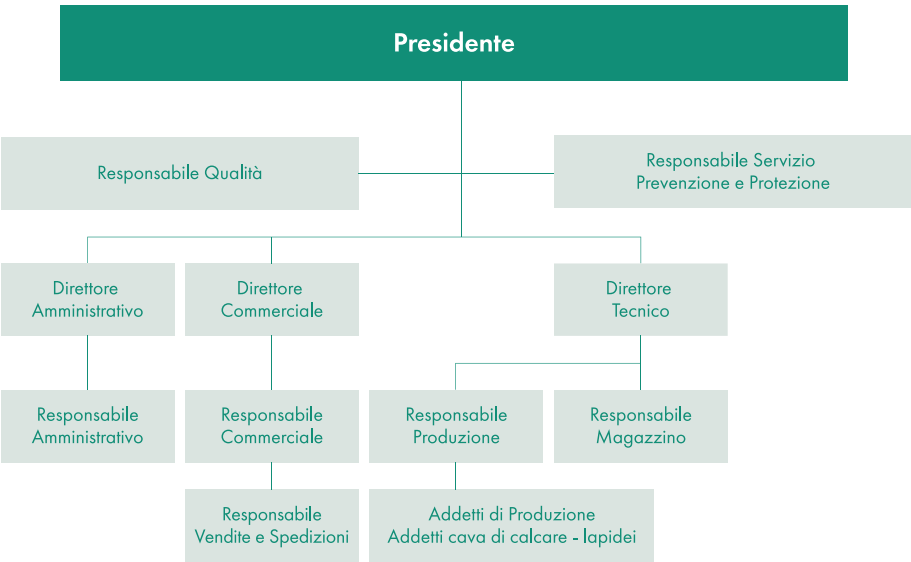 Presidente
Responsabile Qualità
Responsabile Servizio
Prevenzione e Protezione
Direttore
Amministrativo
Direttore
Commerciale
Direttore
Tecnico
Responsabile
Amministrativo
Responsabile
Commerciale
Responsabile
Produzione
Responsabile
Magazzino
Responsabile
Vendite e Spedizioni
Addetti di Produzione
Addetti cava di calcare - lapidei